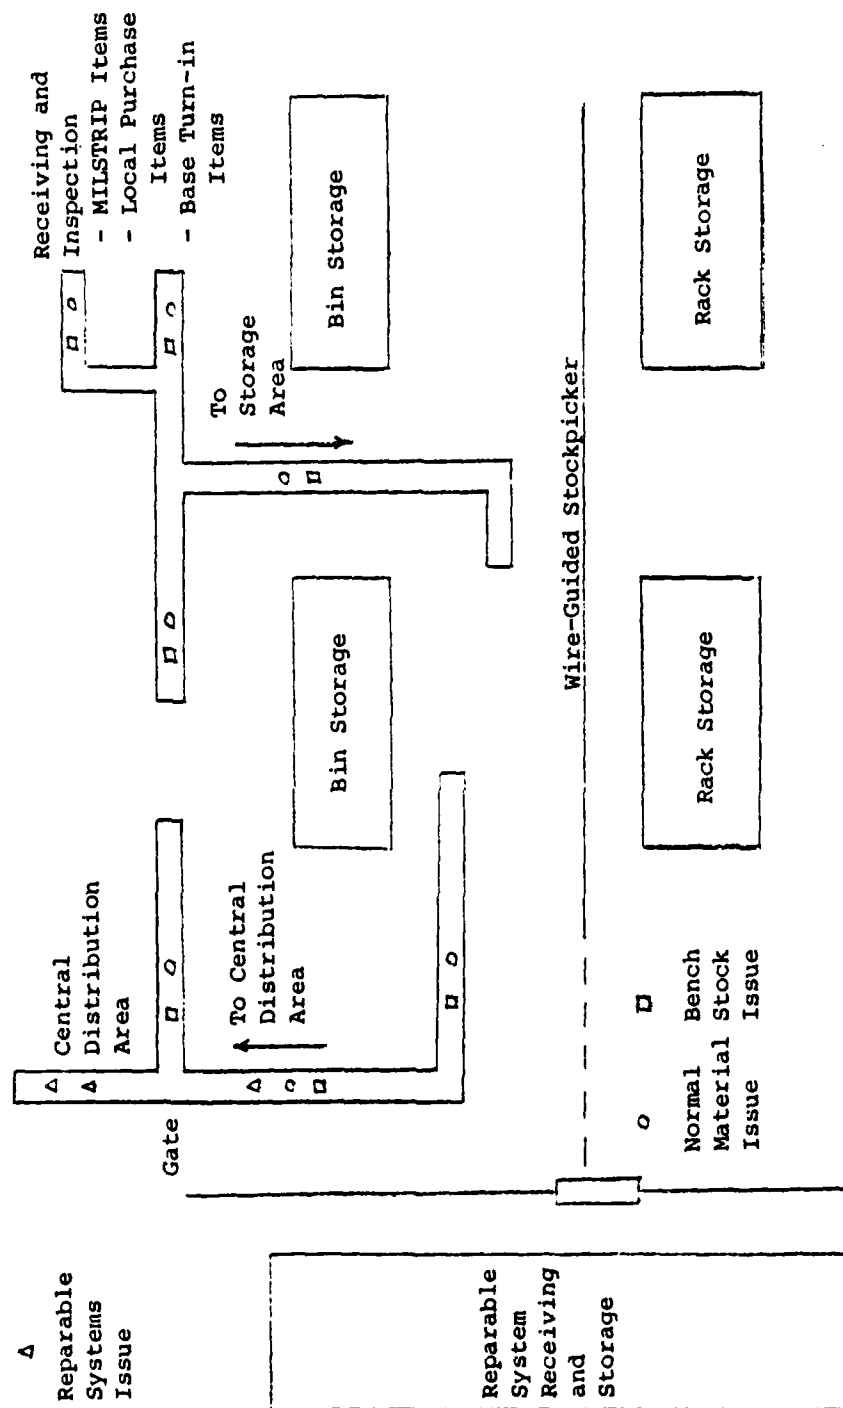 Δ
Reparable
Systems
Issue
Reparable
System
Receiving
and
Storage
Gate
Central
Distribution
Area
To Central
Distribution
Area
Normal
Material
Issue
Bench
Stock
Issue
Bin Storage
Rack Storage
Wire-Guided Stockpicker
To
Storage
Area
Receiving and
Inspection
- MILSTRIP Items
- Local Purchase
Items
- Base Turn-in
Items
Bin Storage
Rack Storage